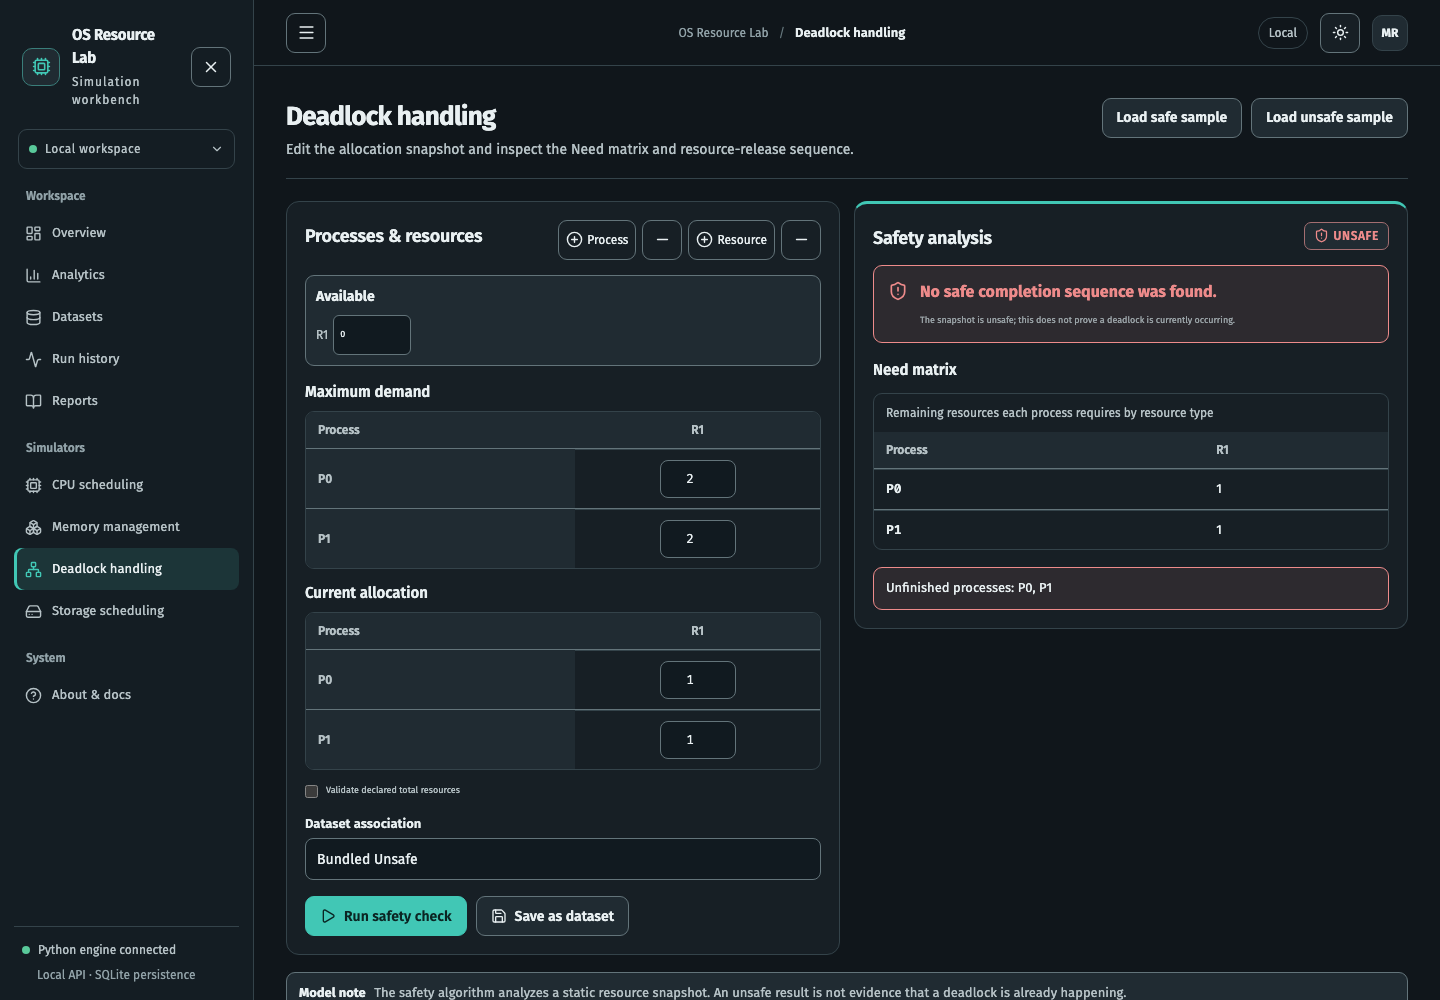 OS Resource
Lab
Simulation
workbench
Local workspace
Workspace
Overview
Analytics
Datasets
Run history
Reports
Simulators
CPU scheduling
Memory management
Deadlock handling
Storage scheduling
System
About & docs
Python engine connected
Local API · SQLite persistence
OS Resource Lab / Deadlock handling
Local
MR
Deadlock handling
Edit the allocation snapshot and inspect the Need matrix and resource-release sequence.
Load safe sample
Load unsafe sample
Processes & resources
Process
Resource
Available
R1 0
Maximum demand
Process R1
P0 2
P1 2
Current allocation
Process R1
P0 1
P1 1
Validate declared total resources
Dataset association
Bundled Unsafe
Run safety check
Save as dataset
Safety analysis
UNSAFE
No safe completion sequence was found.
The snapshot is unsafe; this does not prove a deadlock is currently occurring.
Need matrix
Remaining resources each process requires by resource type
Process R1
P0 1
P1 1
Unfinished processes: P0, P1
Model note The safety algorithm analyzes a static resource snapshot. An unsafe result is not evidence that a deadlock is already happening.